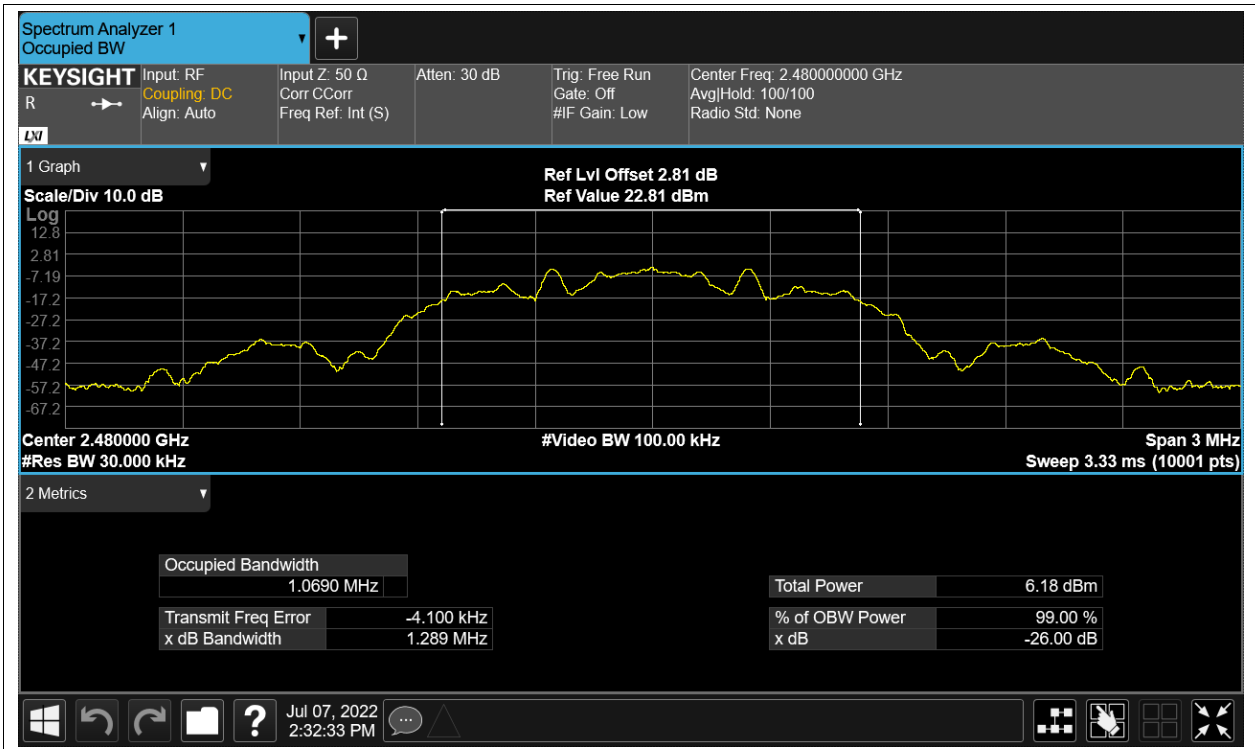 Spectrum Analyzer 1
Occupied BW
KEYSIGHT
R
LXI
Input: RF
Coupling: DC
Align: Auto
Input Z: 50 Ω
Corr CCorr
Freq Ref: Int (S)
Atten: 30 dB
Trig: Free Run
Gate: Off
#IF Gain: Low
Center Freq: 2.480000000 GHz
Avg|Hold: 100/100
Radio Std: None
1 Graph
Scale/Div 10.0 dB
Ref Lvl Offset 2.81 dB
Ref Value 22.81 dBm
Log
12.8
2.81
-7.19
-17.2
-27.2
-37.2
-47.2
-57.2
-67.2
Center 2.480000 GHz
#Res BW 30.000 kHz
#Video BW 100.00 kHz
Span 3 MHz
Sweep 3.33 ms (10001 pts)
2 Metrics
Occupied Bandwidth
1.0690 MHz
Transmit Freq Error -4.100 kHz
x dB Bandwidth 1.289 MHz
Total Power 6.18 dBm
% of OBW Power 99.00 %
x dB -26.00 dB
?
Jul 07, 2022
2:32:33 PM